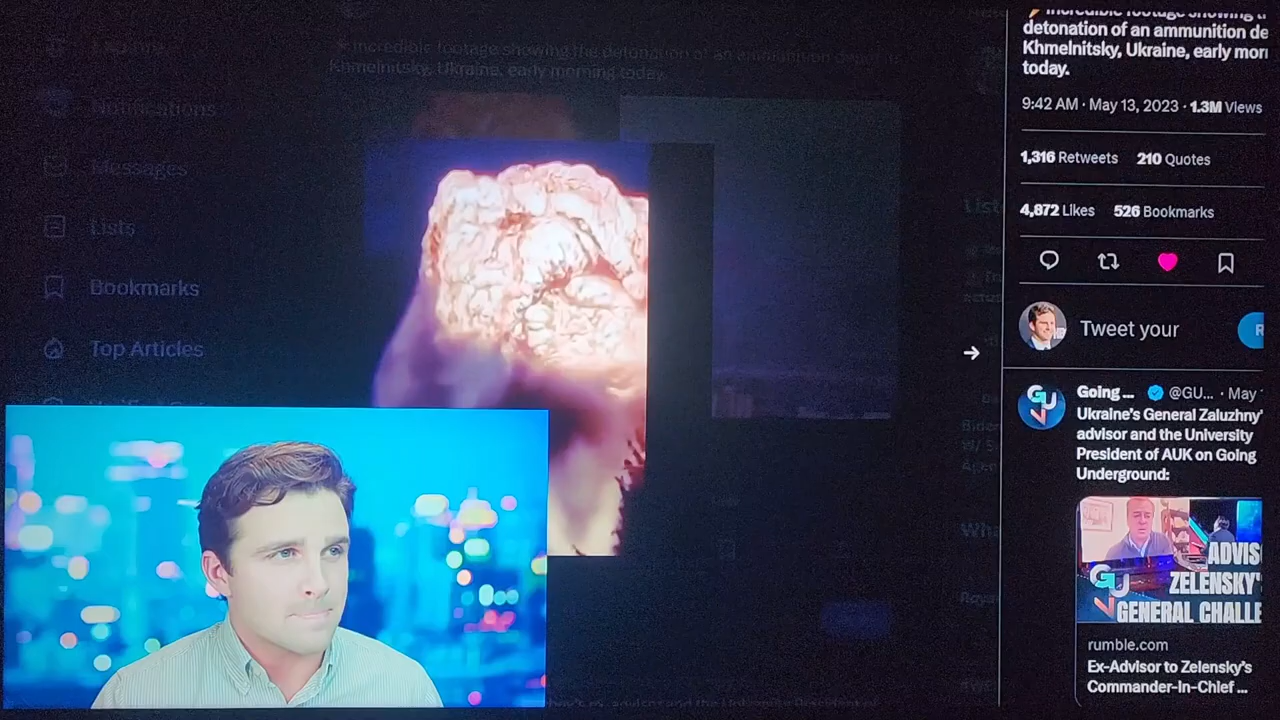 Notifications
Messages
Lists
Bookmarks
Top Articles
incredible footage showing the detonation of an ammunition
Khmelnitsky, Ukraine, early morning today.
detonation of an ammunition de
Khmelnitsky, Ukraine, early morn
today.
9:42 AM · May 13, 2023 · 1.3M Views
1,316 Retweets 210 Quotes
4,872 Likes 526 Bookmarks
Tweet your
R
Going ... @GU... · May
Ukraine's General Zaluzhny'
advisor and the University
President of AUK on Going
Underground:
GU
ADVIS
ZELENSKY'
GENERAL CHALLE
rumble.com
Ex-Advisor to Zelensky's
Commander-In-Chief ...